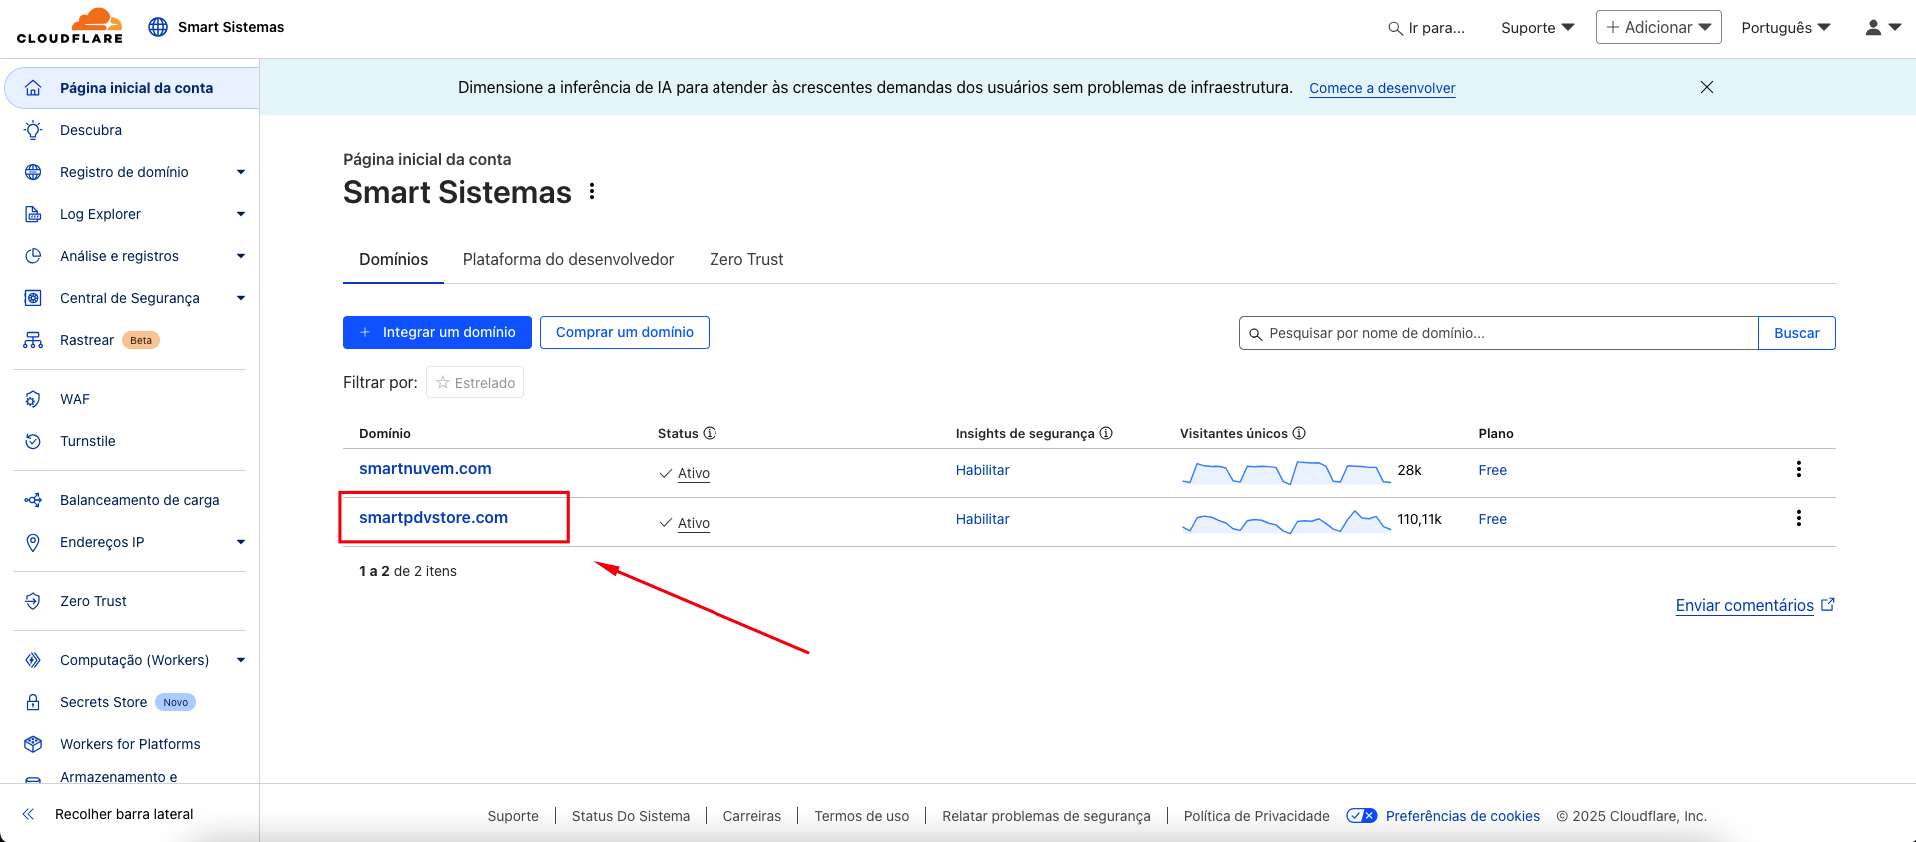 CLOUDFLARE
Smart Sistemas
Ir para...
Suporte
+ Adicionar
Português
Página inicial da conta
Descubra
Registro de domínio
Log Explorer
Análise e registros
Central de Segurança
Rastrear Beta
WAF
Turnstile
Balanceamento de carga
Endereços IP
Zero Trust
Computação (Workers)
Secrets Store Novo
Workers for Platforms
Armazenamento e
Recolher barra lateral
Dimensione a inferência de IA para atender às crescentes demandas dos usuários sem problemas de infraestrutura. Comece a desenvolver
Página inicial da conta
Smart Sistemas
Domínios Plataforma do desenvolvedor Zero Trust
+ Integrar um domínio Comprar um domínio
Pesquisar por nome de domínio... Buscar
Filtrar por: Estrelado
Domínio Status Insights de segurança Visitantes únicos Plano
smartnuvem.com Ativo Habilitar 28k Free
smartpdvstore.com Ativo Habilitar 110,11k Free
1 a 2 de 2 itens
Enviar comentários
Suporte Status Do Sistema Carreiras Termos de uso Relatar problemas de segurança Política de Privacidade Preferências de cookies © 2025 Cloudflare, Inc.